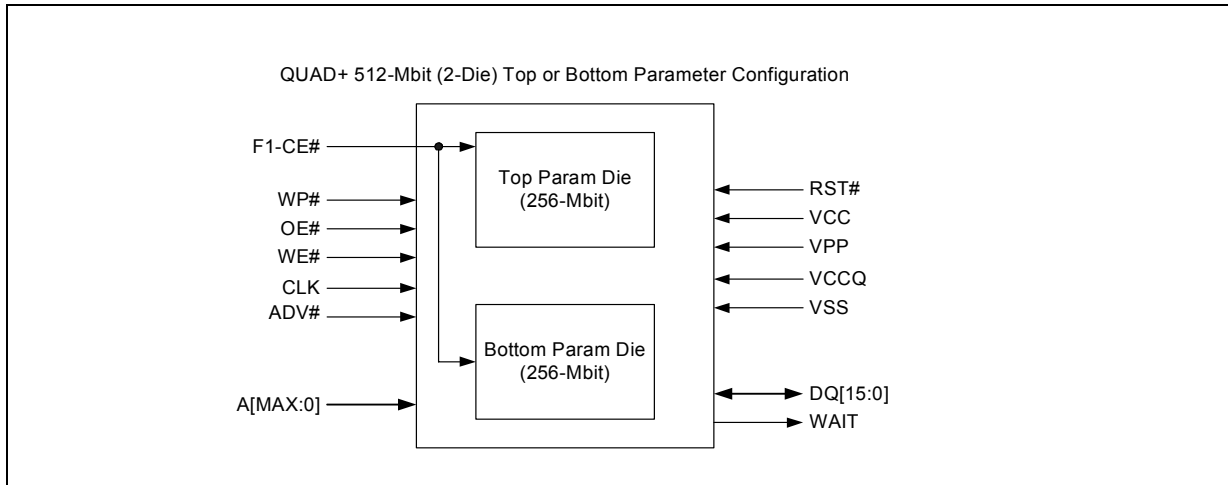 QUAD+ 512-Mbit (2-Die) Top or Bottom Parameter Configuration
F1-CE#
WP#
OE#
WE#
CLK
ADV#
A[MAX:0]
Top Param Die
(256-Mbit)
Bottom Param Die
(256-Mbit)
RST#
VCC
VPP
VCCQ
VSS
DQ[15:0]
WAIT